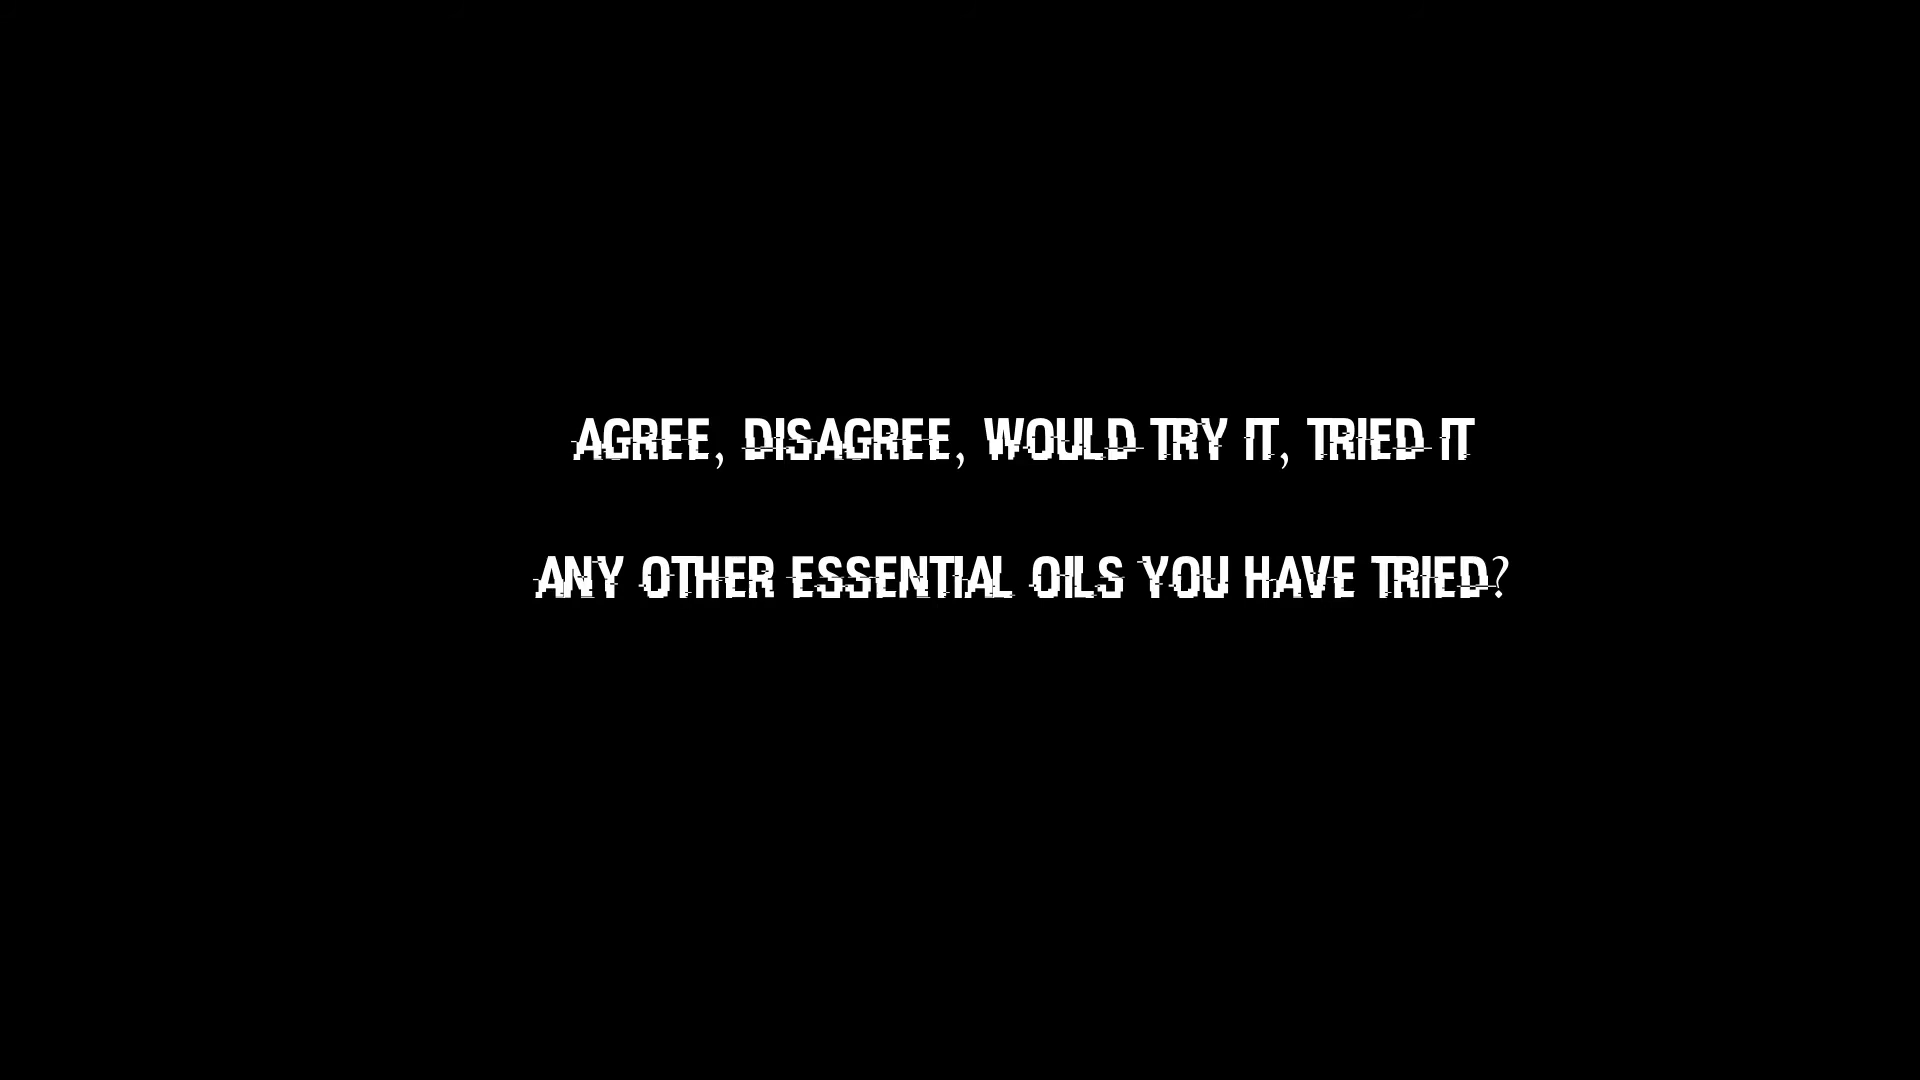 AGREE, DISAGREE, WOULD TRY IT, TRIED IT
ANY OTHER ESSENTIAL OILS YOU HAVE TRIED?